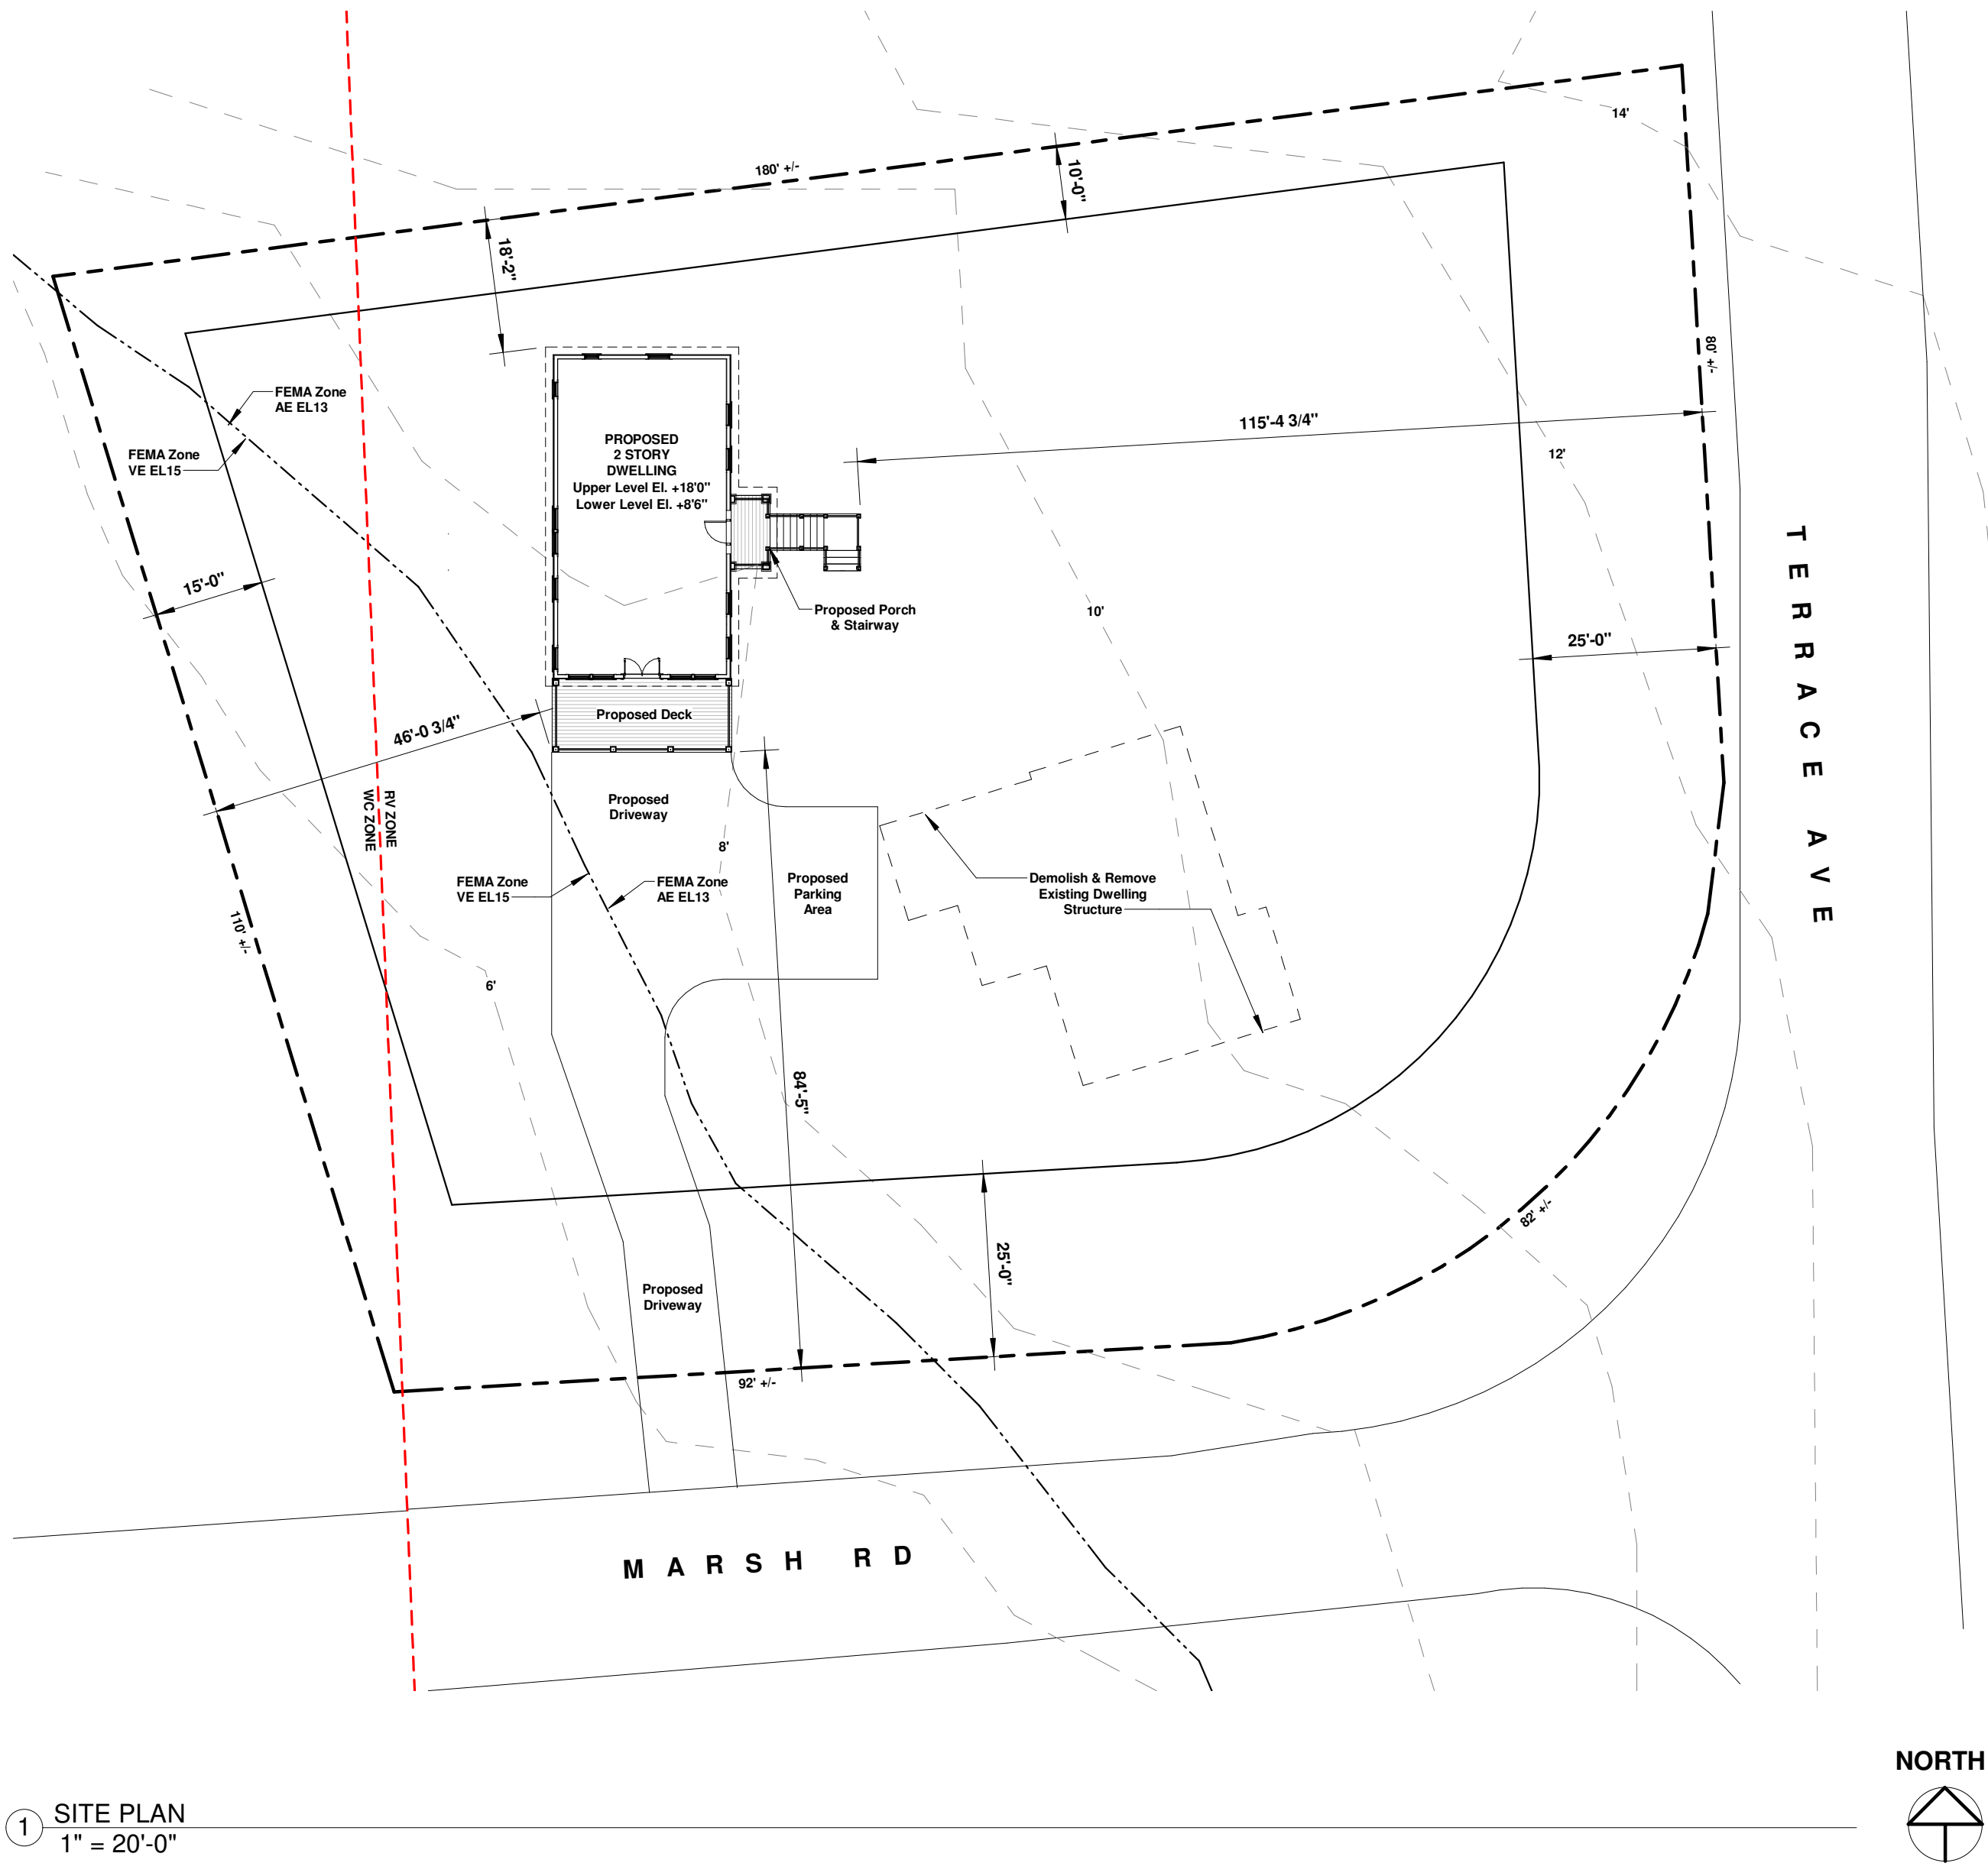 14'
180' +/-
10'-0"
18'-2"
80' +/-
FEMA Zone
AE EL13
115'-4 3/4"
FEMA Zone
VE EL15
PROPOSED
2 STORY
DWELLING
Upper Level El. +18'0"
Lower Level El. +8'6"
12'
15'-0"
Proposed Porch
& Stairway
10'
25'-0"
TERRACE AVE
46'-0 3/4"
Proposed Deck
RV ZONE
WC ZONE
Proposed
Driveway
8'
FEMA Zone
VE EL15
FEMA Zone
AE EL13
Proposed
Parking
Area
Demolish & Remove
Existing Dwelling
Structure
110' +/-
6'
84'-5"
82' +/-
25'-0"
Proposed
Driveway
92' +/-
MARSH RD
NORTH
1
SITE PLAN
1" = 20'-0"